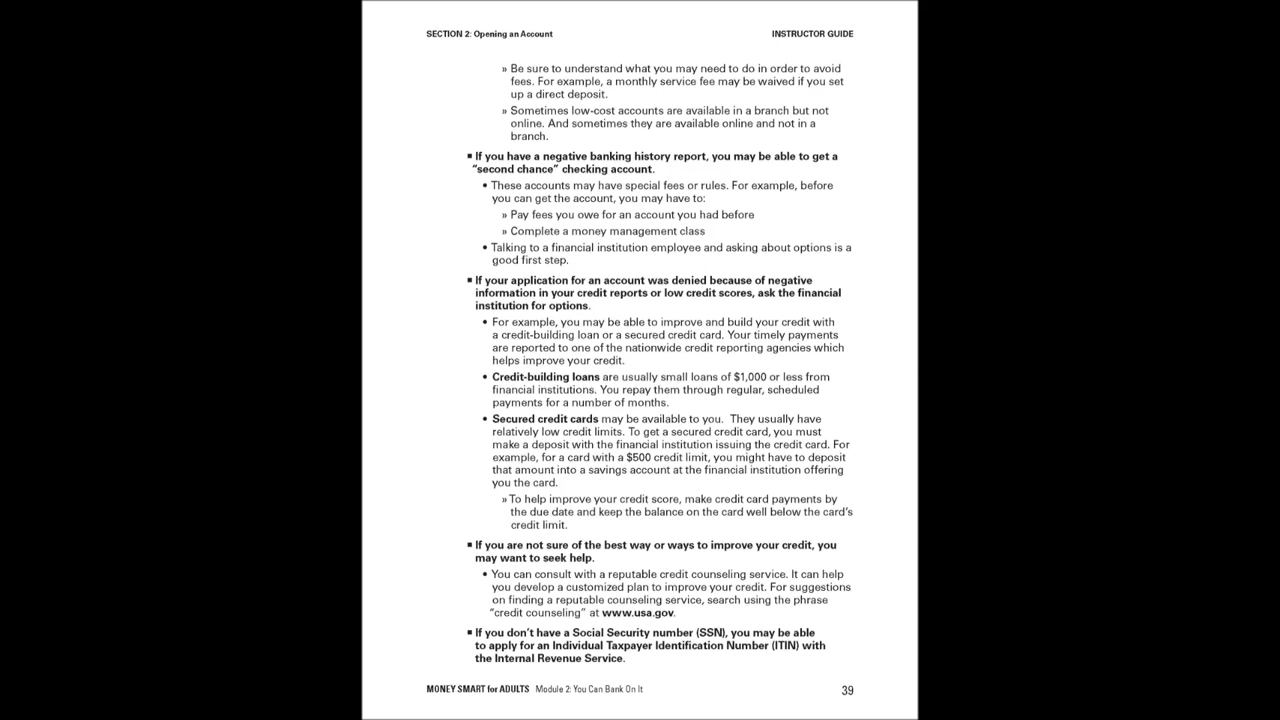 SECTION 2: Opening an Account INSTRUCTOR GUIDE
» Be sure to understand what you may need to do in order to avoid
fees. For example, a monthly service fee may be waived if you set
up a direct deposit.
» Sometimes low-cost accounts are available in a branch but not
online. And sometimes they are available online and not in a
branch.
▪ If you have a negative banking history report, you may be able to get a
“second chance” checking account.
• These accounts may have special fees or rules. For example, before
you can get the account, you may have to:
» Pay fees you owe for an account you had before
» Complete a money management class
• Talking to a financial institution employee and asking about options is a
good first step.
▪ If your application for an account was denied because of negative
information in your credit reports or low credit scores, ask the financial
institution for options.
• For example, you may be able to improve and build your credit with
a credit-building loan or a secured credit card. Your timely payments
are reported to one of the nationwide credit reporting agencies which
helps improve your credit.
• Credit-building loans are usually small loans of $1,000 or less from
financial institutions. You repay them through regular, scheduled
payments for a number of months.
• Secured credit cards may be available to you. They usually have
relatively low credit limits. To get a secured credit card, you must
make a deposit with the financial institution issuing the credit card. For
example, for a card with a $500 credit limit, you might have to deposit
that amount into a savings account at the financial institution offering
you the card.
» To help improve your credit score, make credit card payments by
the due date and keep the balance on the card well below the card’s
credit limit.
▪ If you are not sure of the best way or ways to improve your credit, you
may want to seek help.
• You can consult with a reputable credit counseling service. It can help
you develop a customized plan to improve your credit. For suggestions
on finding a reputable counseling service, search using the phrase
“credit counseling” at www.usa.gov.
▪ If you don’t have a Social Security number (SSN), you may be able
to apply for an Individual Taxpayer Identification Number (ITIN) with
the Internal Revenue Service.
MONEY SMART for ADULTS Module 2: You Can Bank On It 39